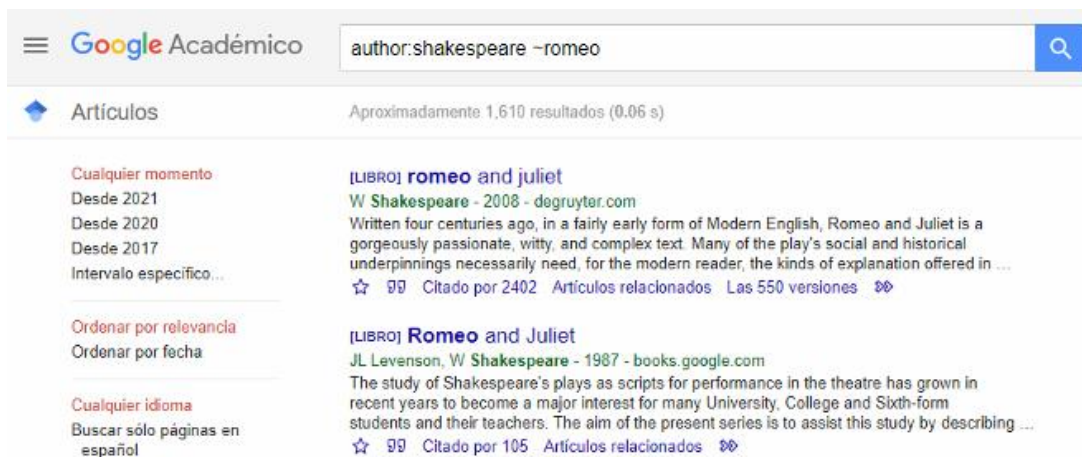 Google Académico
author:shakespeare ~romeo
Artículos
Aproximadamente 1,610 resultados (0.06 s)
Cualquier momento
Desde 2021
Desde 2020
Desde 2017
Intervalo específico...
Ordenar por relevancia
Ordenar por fecha
Cualquier idioma
Buscar sólo páginas en
español
[LIBRO] romeo and juliet
W Shakespeare - 2008 - degruyter.com
Written four centuries ago, in a fairly early form of Modern English, Romeo and Juliet is a
gorgeously passionate, witty, and complex text. Many of the play's social and historical
underpinnings necessarily need, for the modern reader, the kinds of explanation offered in ...
Citado por 2402 Artículos relacionados Las 550 versiones
[LIBRO] Romeo and Juliet
JL Levenson, W Shakespeare - 1987 - books.google.com
The study of Shakespeare's plays as scripts for performance in the theatre has grown in
recent years to become a major interest for many University, College and Sixth-form
students and their teachers. The aim of the present series is to assist this study by describing ...
Citado por 105 Artículos relacionados